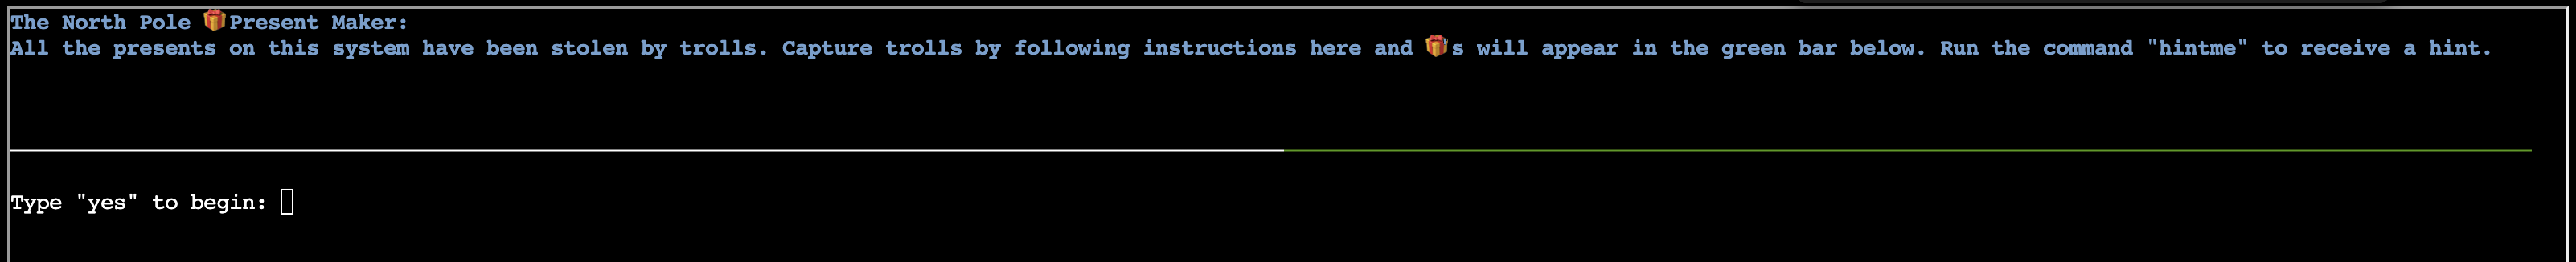 The North Pole 🎁Present Maker:
All the presents on this system have been stolen by trolls. Capture trolls by following instructions here and 🎁's will appear in the green bar below. Run the command "hintme" to receive a hint.
Type "yes" to begin: